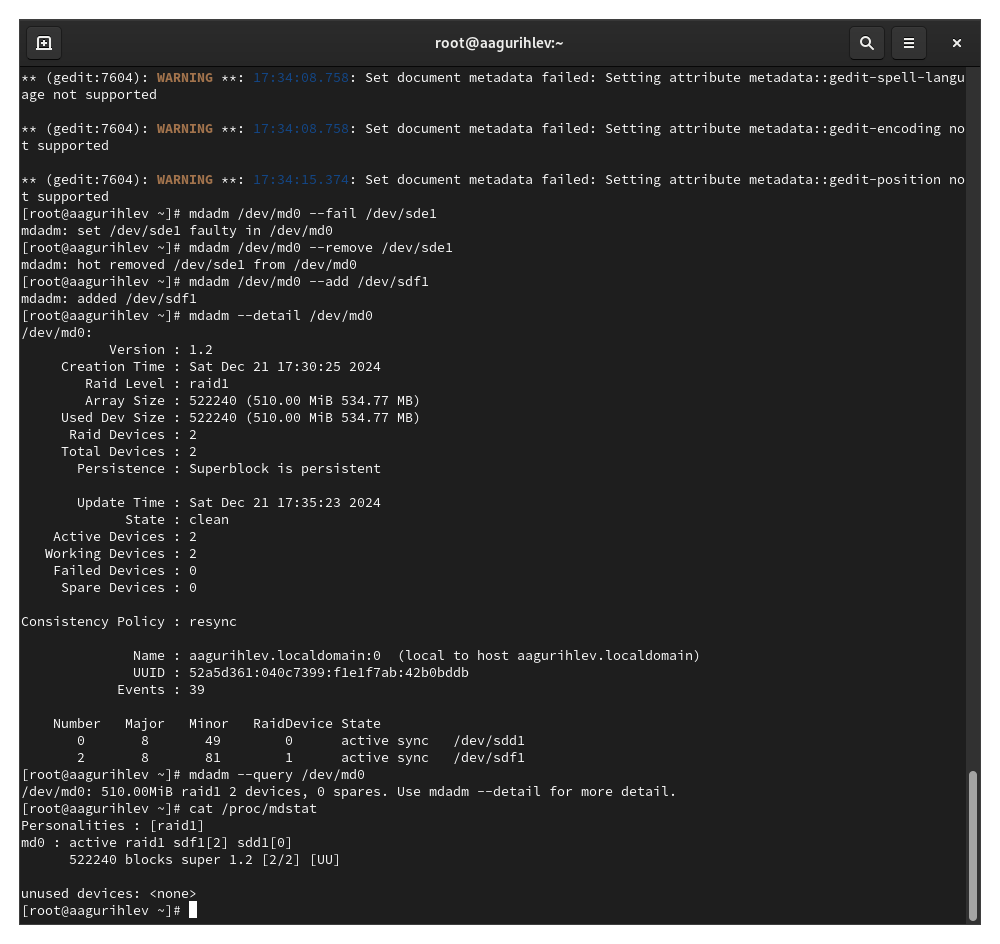 root@aagurihlev:~
** (gedit:7604): WARNING **: 17:34:08.758: Set document metadata failed: Setting attribute metadata::gedit-spell-langu
age not supported
** (gedit:7604): WARNING **: 17:34:08.758: Set document metadata failed: Setting attribute metadata::gedit-encoding no
t supported
** (gedit:7604): WARNING **: 17:34:15.374: Set document metadata failed: Setting attribute metadata::gedit-position no
t supported
[root@aagurihlev ~]# mdadm /dev/md0 --fail /dev/sde1
mdadm: set /dev/sde1 faulty in /dev/md0
[root@aagurihlev ~]# mdadm /dev/md0 --remove /dev/sde1
mdadm: hot removed /dev/sde1 from /dev/md0
[root@aagurihlev ~]# mdadm /dev/md0 --add /dev/sdf1
mdadm: added /dev/sdf1
[root@aagurihlev ~]# mdadm --detail /dev/md0
/dev/md0:
           Version : 1.2
     Creation Time : Sat Dec 21 17:30:25 2024
        Raid Level : raid1
        Array Size : 522240 (510.00 MiB 534.77 MB)
     Used Dev Size : 522240 (510.00 MiB 534.77 MB)
      Raid Devices : 2
     Total Devices : 2
       Persistence : Superblock is persistent
       Update Time : Sat Dec 21 17:35:23 2024
             State : clean
    Active Devices : 2
   Working Devices : 2
    Failed Devices : 0
     Spare Devices : 0
Consistency Policy : resync
              Name : aagurihlev.localdomain:0  (local to host aagurihlev.localdomain)
              UUID : 52a5d361:040c7399:f1e1f7ab:42b0bddb
            Events : 39
    Number   Major   Minor   RaidDevice State
       0       8       49        0      active sync   /dev/sdd1
       2       8       81        1      active sync   /dev/sdf1
[root@aagurihlev ~]# mdadm --query /dev/md0
/dev/md0: 510.00MiB raid1 2 devices, 0 spares. Use mdadm --detail for more detail.
[root@aagurihlev ~]# cat /proc/mdstat
Personalities : [raid1]
md0 : active raid1 sdf1[2] sdd1[0]
      522240 blocks super 1.2 [2/2] [UU]
unused devices: <none>
[root@aagurihlev ~]#